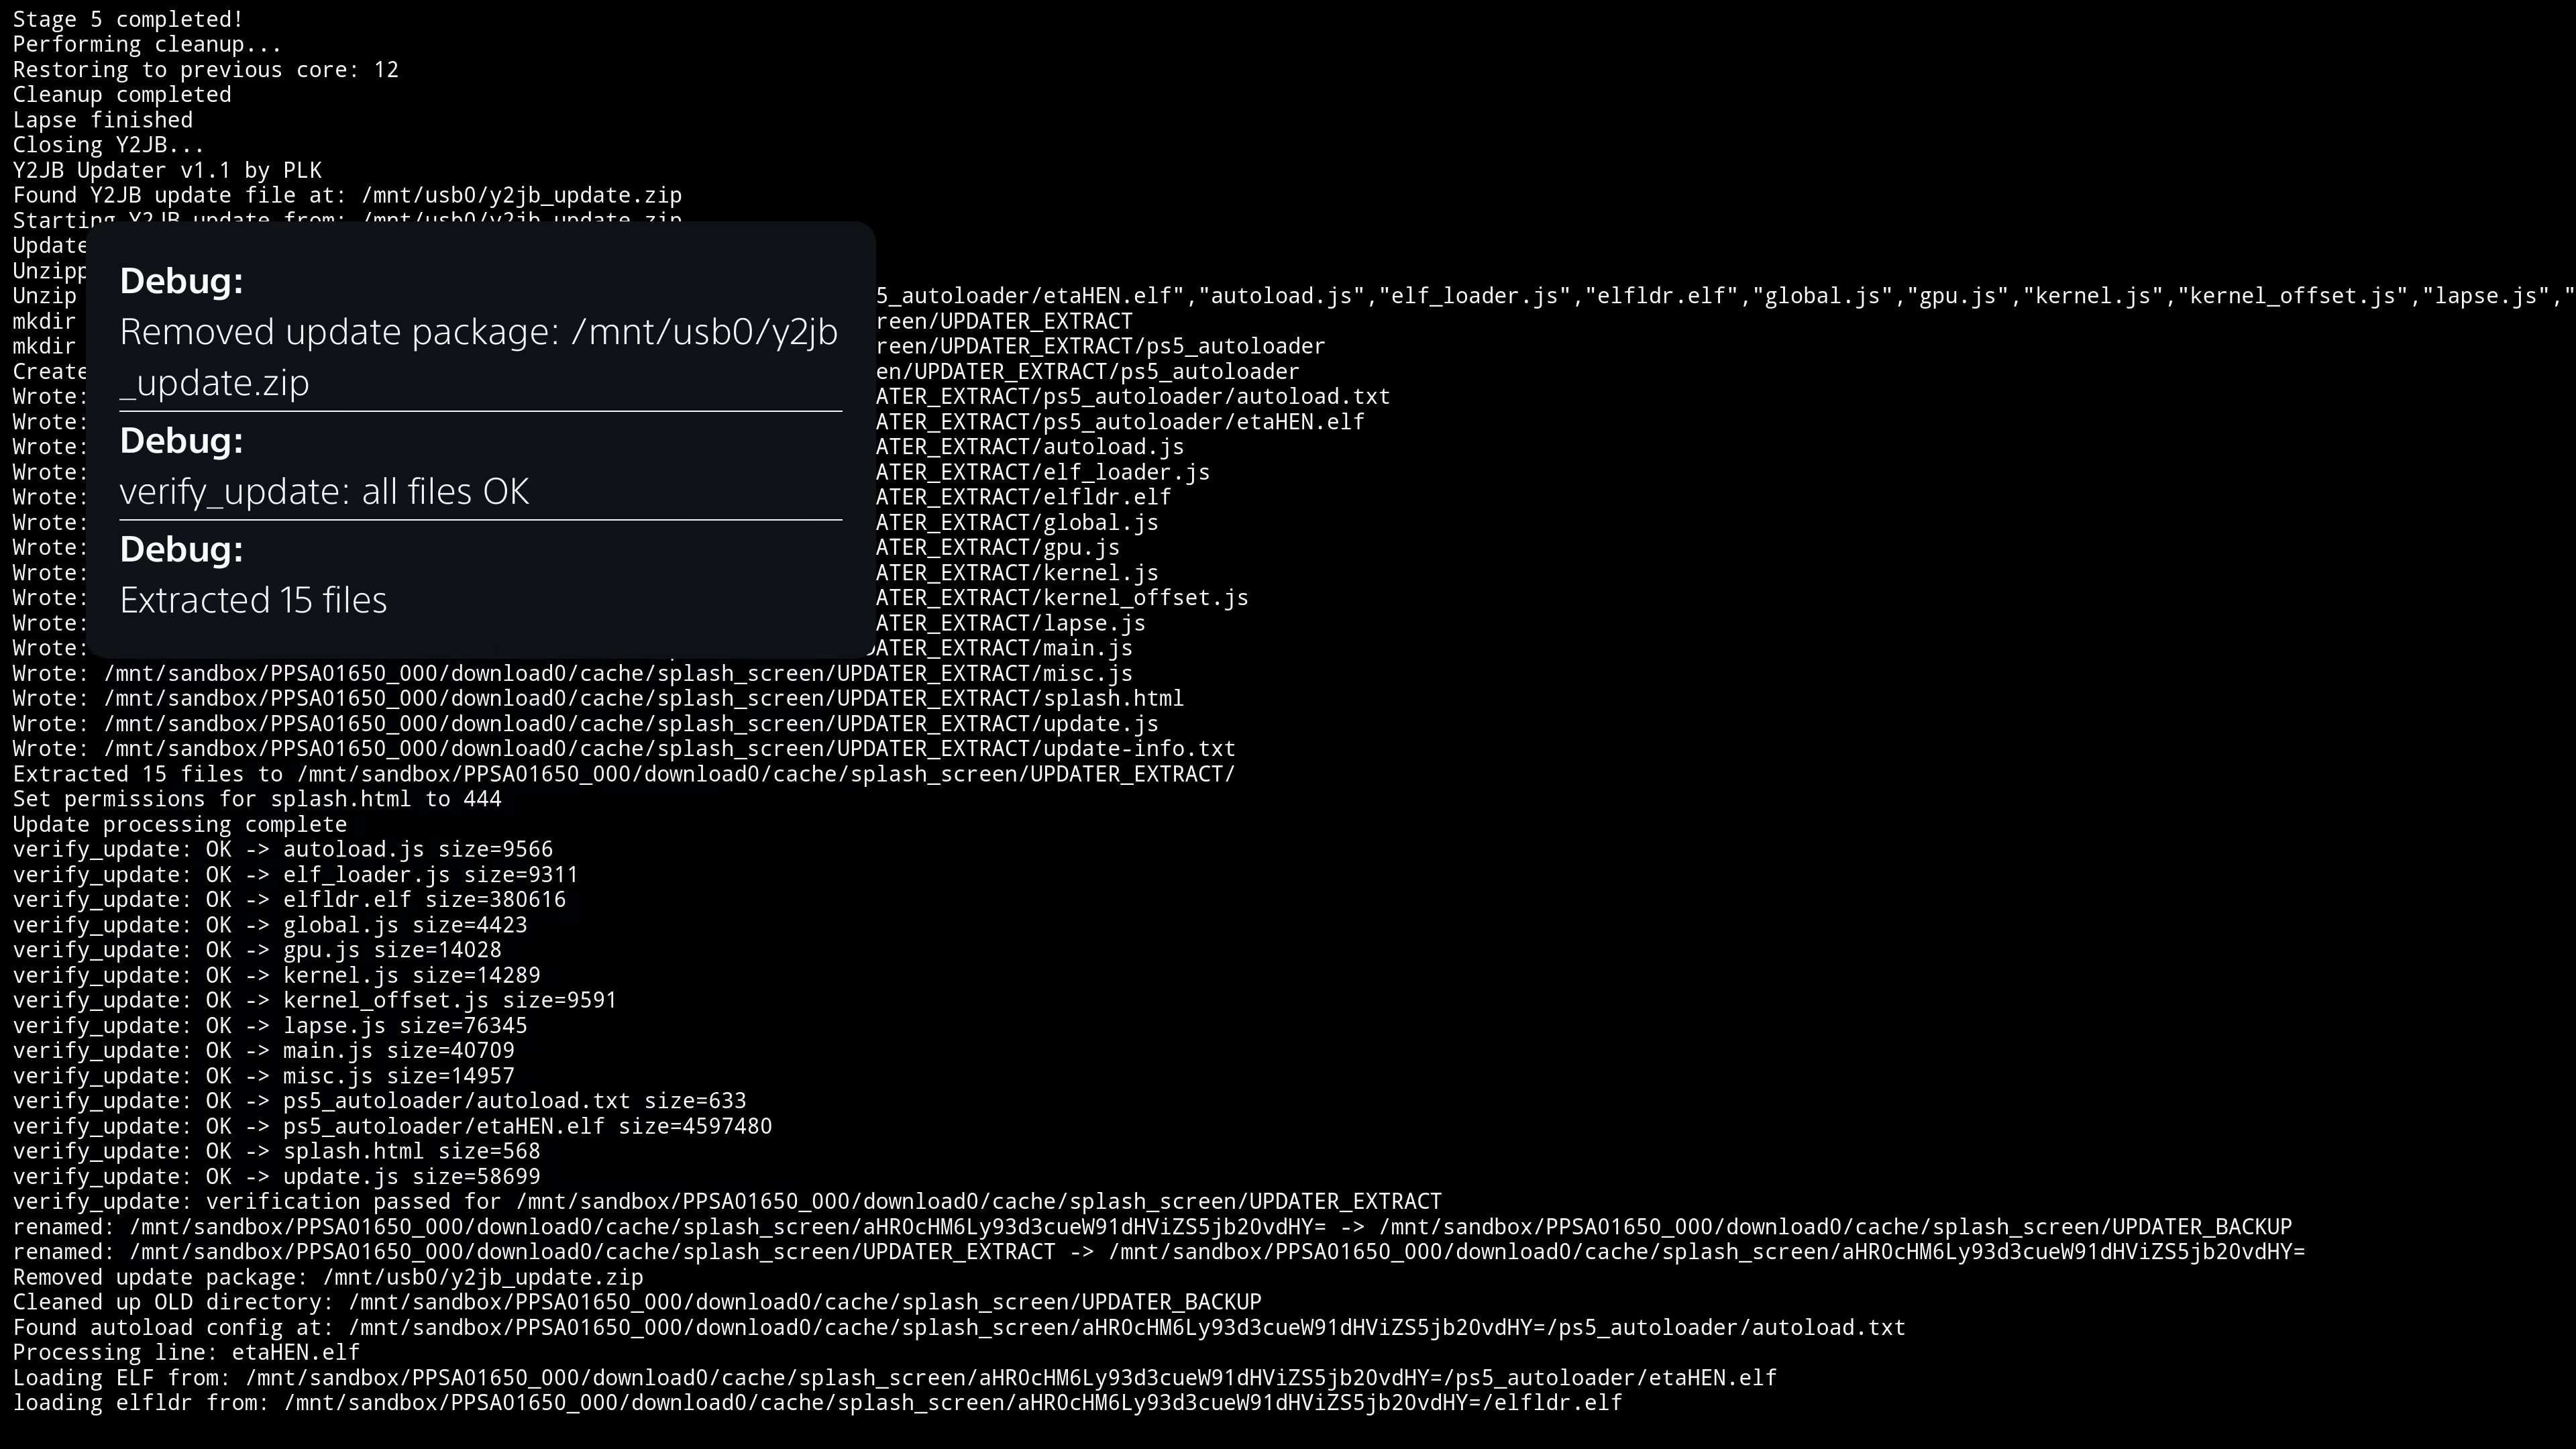 Stage 5 completed!
Performing cleanup...
Restoring to previous core: 12
Cleanup completed
Lapse finished
Closing Y2JB...
Y2JB Updater v1.1 by PLK
Found Y2JB update file at: /mnt/usb0/y2jb_update.zip
Starting Y2JB update from: /mnt/usb0/y2jb_update.zip
Update
Unzipp
Unzip 5_autoloader/etaHEN.elf","autoload.js","elf_loader.js","elfldr.elf","global.js","gpu.js","kernel.js","kernel_offset.js","lapse.js","
mkdir reen/UPDATER_EXTRACT
mkdir reen/UPDATER_EXTRACT/ps5_autoloader
Create en/UPDATER_EXTRACT/ps5_autoloader
Wrote: ATER_EXTRACT/ps5_autoloader/autoload.txt
Wrote: ATER_EXTRACT/ps5_autoloader/etaHEN.elf
Wrote: ATER_EXTRACT/autoload.js
Wrote: ATER_EXTRACT/elf_loader.js
Wrote: ATER_EXTRACT/elfldr.elf
Wrote: ATER_EXTRACT/global.js
Wrote: ATER_EXTRACT/gpu.js
Wrote: ATER_EXTRACT/kernel.js
Wrote: ATER_EXTRACT/kernel_offset.js
Wrote: ATER_EXTRACT/lapse.js
Wrote: DATER_EXTRACT/main.js
Debug:
Removed update package: /mnt/usb0/y2jb
_update.zip
Debug:
verify_update: all files OK
Debug:
Extracted 15 files
Wrote: /mnt/sandbox/PPSA01650_000/download0/cache/splash_screen/UPDATER_EXTRACT/misc.js
Wrote: /mnt/sandbox/PPSA01650_000/download0/cache/splash_screen/UPDATER_EXTRACT/splash.html
Wrote: /mnt/sandbox/PPSA01650_000/download0/cache/splash_screen/UPDATER_EXTRACT/update.js
Wrote: /mnt/sandbox/PPSA01650_000/download0/cache/splash_screen/UPDATER_EXTRACT/update-info.txt
Extracted 15 files to /mnt/sandbox/PPSA01650_000/download0/cache/splash_screen/UPDATER_EXTRACT/
Set permissions for splash.html to 444
Update processing complete
verify_update: OK -> autoload.js size=9566
verify_update: OK -> elf_loader.js size=9311
verify_update: OK -> elfldr.elf size=380616
verify_update: OK -> global.js size=4423
verify_update: OK -> gpu.js size=14028
verify_update: OK -> kernel.js size=14289
verify_update: OK -> kernel_offset.js size=9591
verify_update: OK -> lapse.js size=76345
verify_update: OK -> main.js size=40709
verify_update: OK -> misc.js size=14957
verify_update: OK -> ps5_autoloader/autoload.txt size=633
verify_update: OK -> ps5_autoloader/etaHEN.elf size=4597480
verify_update: OK -> splash.html size=568
verify_update: OK -> update.js size=58699
verify_update: verification passed for /mnt/sandbox/PPSA01650_000/download0/cache/splash_screen/UPDATER_EXTRACT
renamed: /mnt/sandbox/PPSA01650_000/download0/cache/splash_screen/aHR0cHM6Ly93d3cueW91dHViZS5jb20vdHY= -> /mnt/sandbox/PPSA01650_000/download0/cache/splash_screen/UPDATER_BACKUP
renamed: /mnt/sandbox/PPSA01650_000/download0/cache/splash_screen/UPDATER_EXTRACT -> /mnt/sandbox/PPSA01650_000/download0/cache/splash_screen/aHR0cHM6Ly93d3cueW91dHViZS5jb20vdHY=
Removed update package: /mnt/usb0/y2jb_update.zip
Cleaned up OLD directory: /mnt/sandbox/PPSA01650_000/download0/cache/splash_screen/UPDATER_BACKUP
Found autoload config at: /mnt/sandbox/PPSA01650_000/download0/cache/splash_screen/aHR0cHM6Ly93d3cueW91dHViZS5jb20vdHY=/ps5_autoloader/autoload.txt
Processing line: etaHEN.elf
Loading ELF from: /mnt/sandbox/PPSA01650_000/download0/cache/splash_screen/aHR0cHM6Ly93d3cueW91dHViZS5jb20vdHY=/ps5_autoloader/etaHEN.elf
loading elfldr from: /mnt/sandbox/PPSA01650_000/download0/cache/splash_screen/aHR0cHM6Ly93d3cueW91dHViZS5jb20vdHY=/elfldr.elf